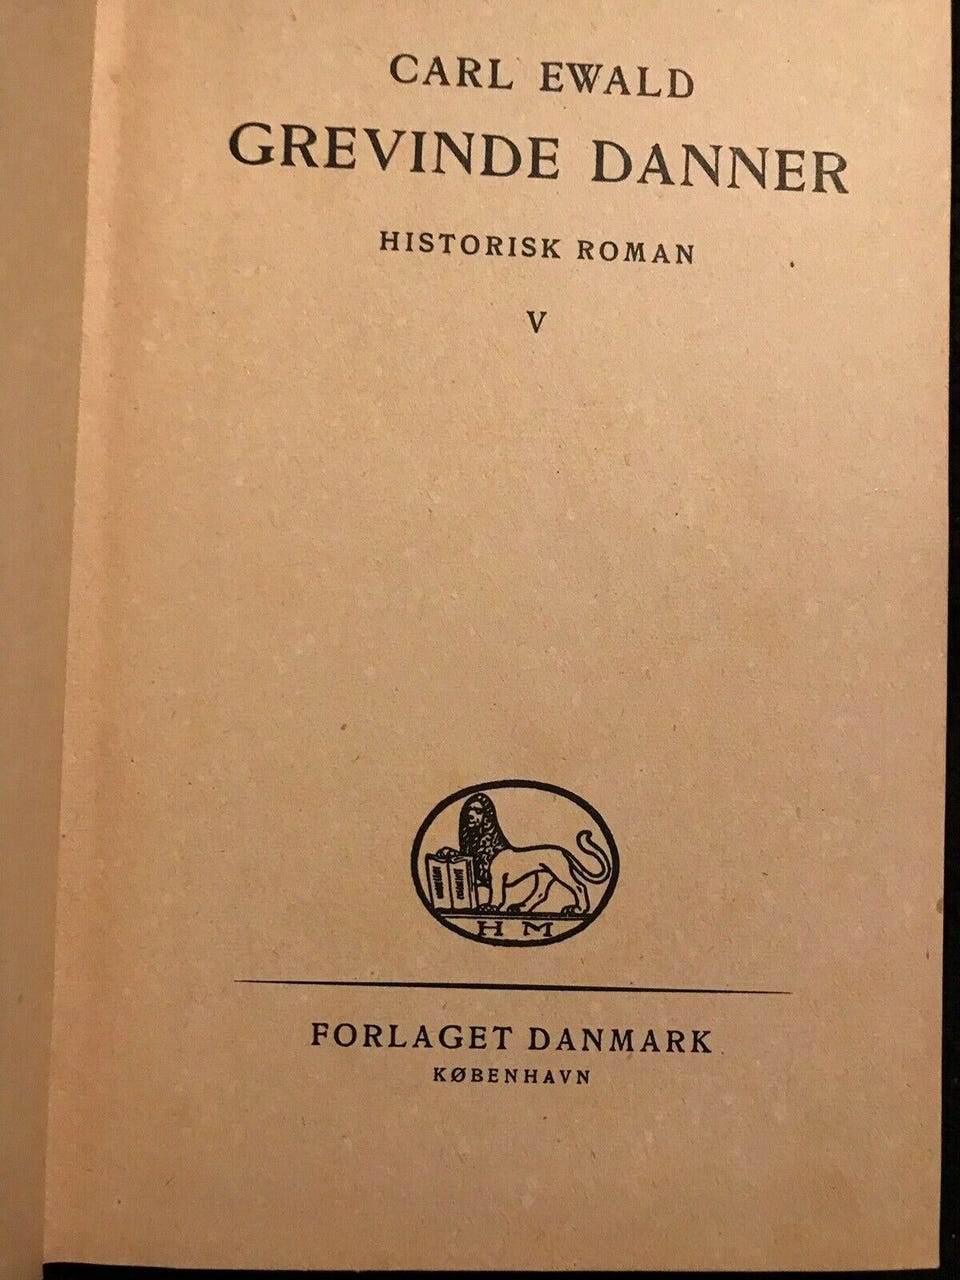 CARL EWALD
GREVINDE DANNER
HISTORISK ROMAN
V
H M
FORLAGET DANMARK
KØBENHAVN